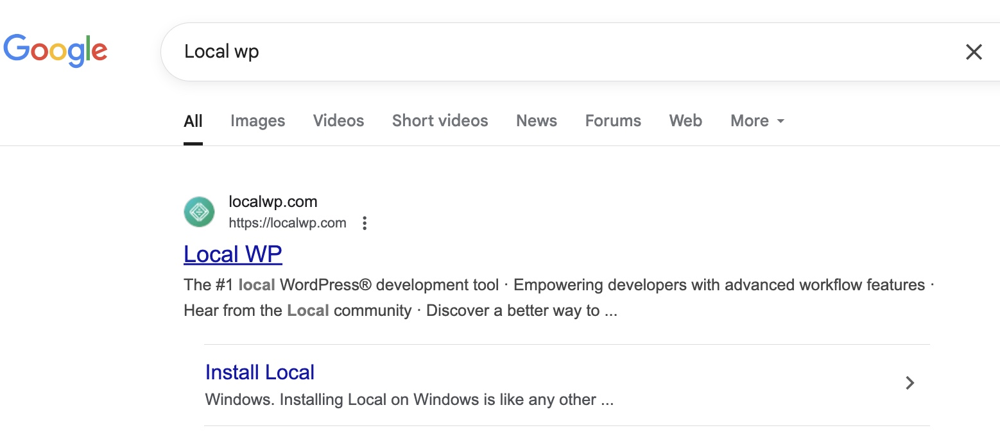 Google
Local wp
All Images Videos Short videos News Forums Web More
localwp.com
https://localwp.com
Local WP
The #1 local WordPress® development tool · Empowering developers with advanced workflow features ·
Hear from the Local community · Discover a better way to ...
Install Local
Windows. Installing Local on Windows is like any other ...